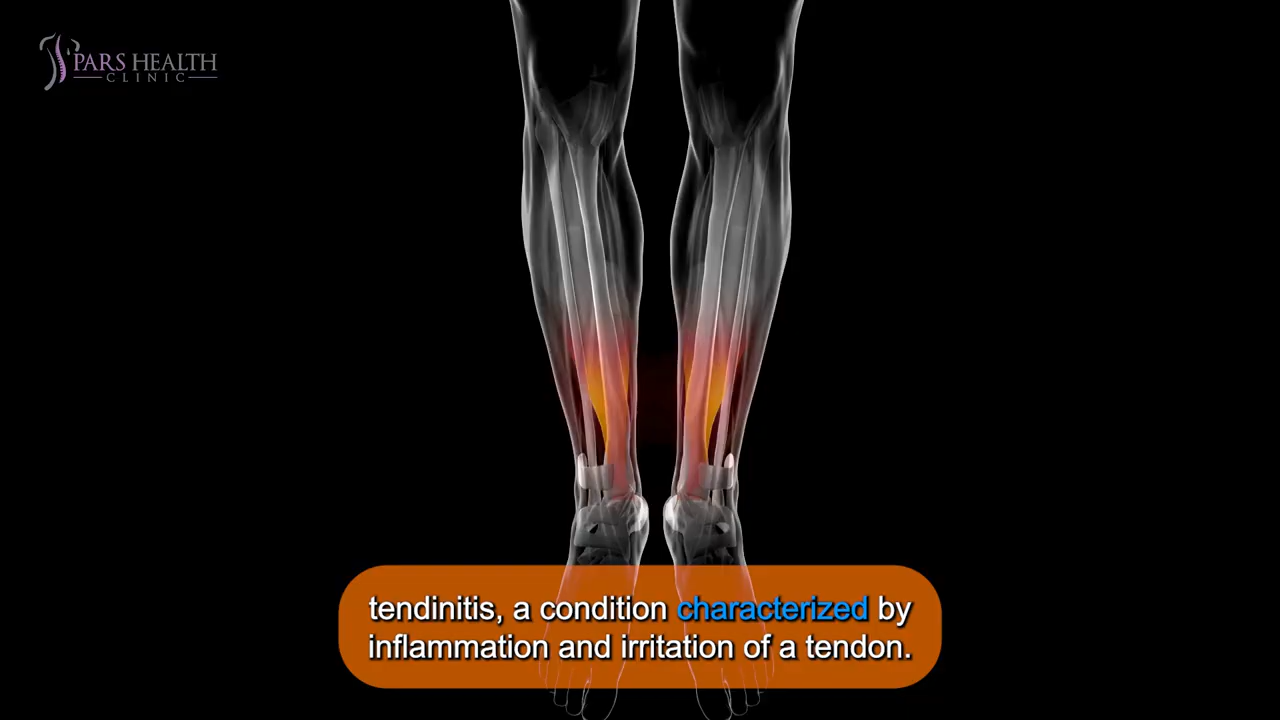 PARS HEALTH
CLINIC
tendinitis, a condition characterized by
inflammation and irritation of a tendon.